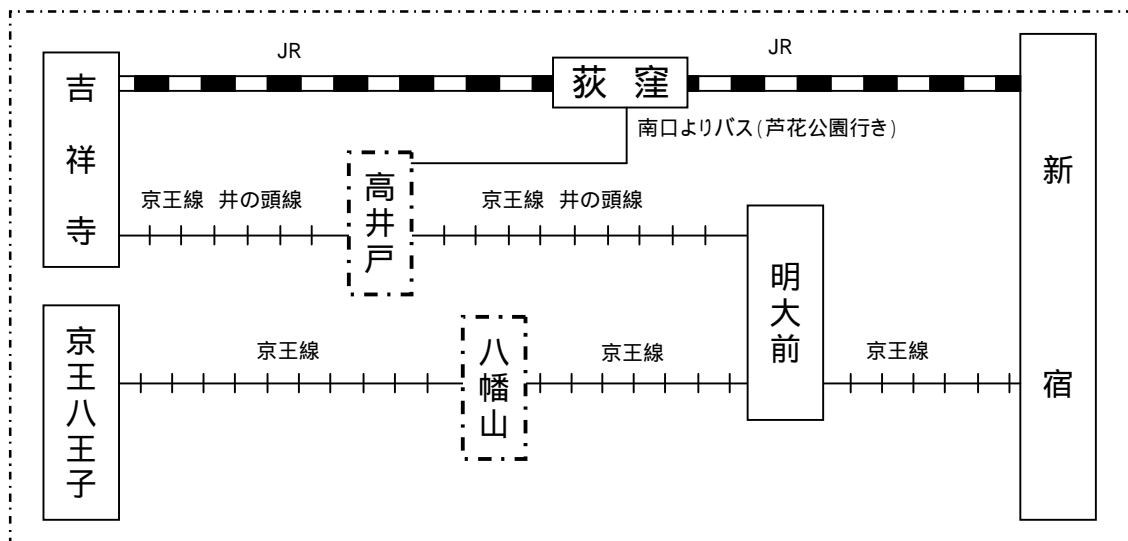 JR
JR
吉祥寺
荻窪
新宿
南口よりバス(芦花公園行き)
高井戸
京王線 井の頭線
京王線 井の頭線
明大前
京王八王子
京王線
八幡山
京王線
京王線